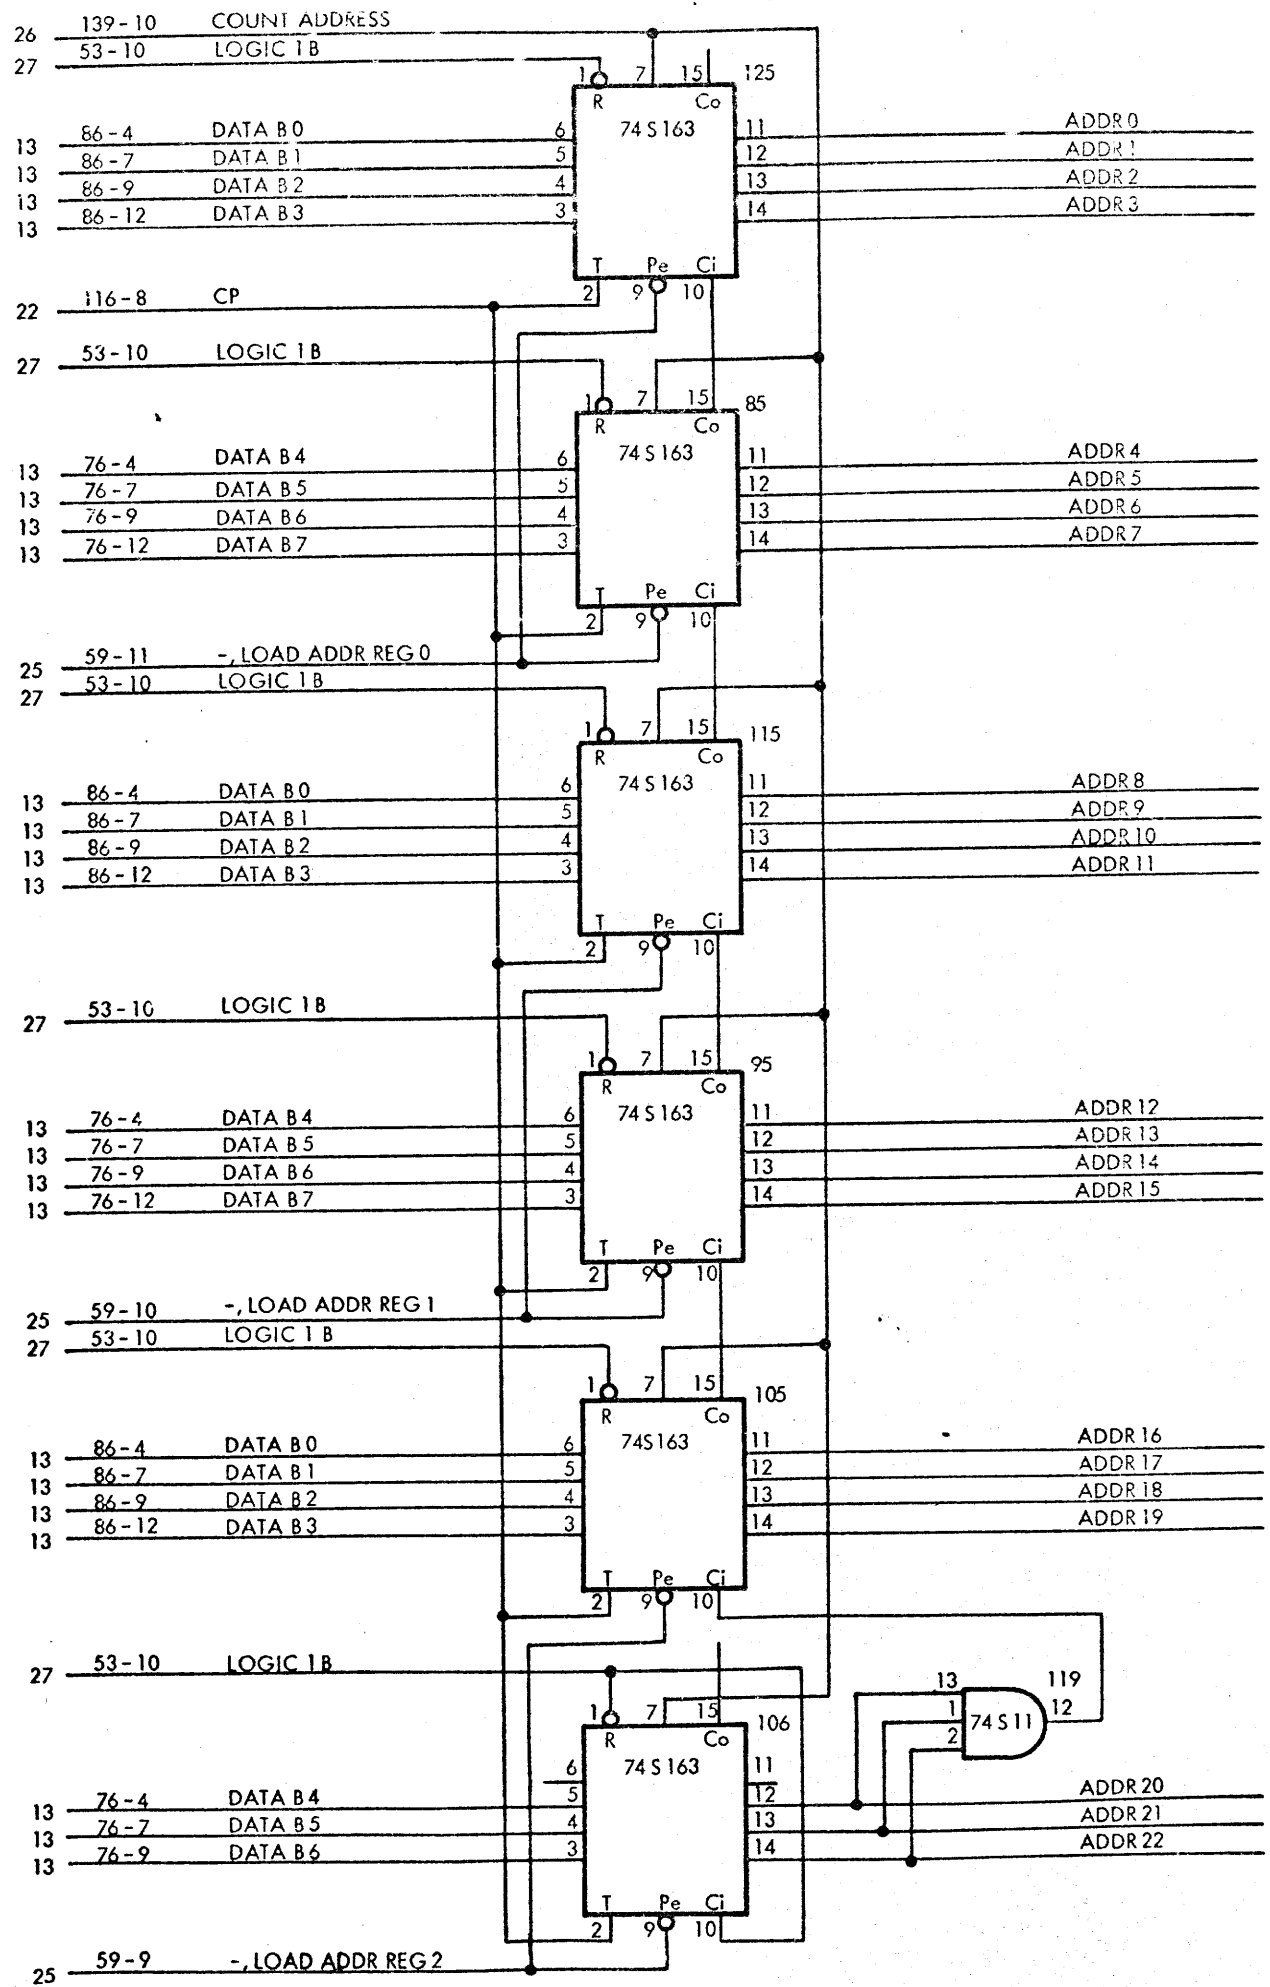 26 139-10 COUNT ADDRESS
27 53-10 LOGIC 1B
1 7 15 125
R Co
74S163
13 86-4 DATA B0 6 11 ADDR 0
13 86-7 DATA B1 5 12 ADDR 1
13 86-9 DATA B2 4 13 ADDR 2
13 86-12 DATA B3 3 14 ADDR 3
T Pe Ci
2 9 10
22 116-8 CP
27 53-10 LOGIC 1B
1 7 15 85
R Co
74S163
13 76-4 DATA B4 6 11 ADDR 4
13 76-7 DATA B5 5 12 ADDR 5
13 76-9 DATA B6 4 13 ADDR 6
13 76-12 DATA B7 3 14 ADDR 7
T Pe Ci
2 9 10
25 59-11 -,LOAD ADDR REG 0
27 53-10 LOGIC 1B
1 7 15 115
R Co
74S163
13 86-4 DATA B0 6 11 ADDR 8
13 86-7 DATA B1 5 12 ADDR 9
13 86-9 DATA B2 4 13 ADDR 10
13 86-12 DATA B3 3 14 ADDR 11
T Pe Ci
2 9 10
27 53-10 LOGIC 1B
1 7 15 95
R Co
74S163
13 76-4 DATA B4 6 11 ADDR 12
13 76-7 DATA B5 5 12 ADDR 13
13 76-9 DATA B6 4 13 ADDR 14
13 76-12 DATA B7 3 14 ADDR 15
T Pe Ci
2 9 10
25 59-10 -,LOAD ADDR REG 1
27 53-10 LOGIC 1B
1 7 15 105
R Co
74S163
13 86-4 DATA B0 6 11 ADDR 16
13 86-7 DATA B1 5 12 ADDR 17
13 86-9 DATA B2 4 13 ADDR 18
13 86-12 DATA B3 3 14 ADDR 19
T Pe Ci
2 9 10
27 53-10 LOGIC 1B
13 119
1 74S11 12
2
1 7 15 106
R Co
74S163
6 11
13 76-4 DATA B4 5 12 ADDR 20
13 76-7 DATA B5 4 13 ADDR 21
13 76-9 DATA B6 3 14 ADDR 22
T Pe Ci
2 9 10
25 59-9 -,LOAD ADDR REG 2